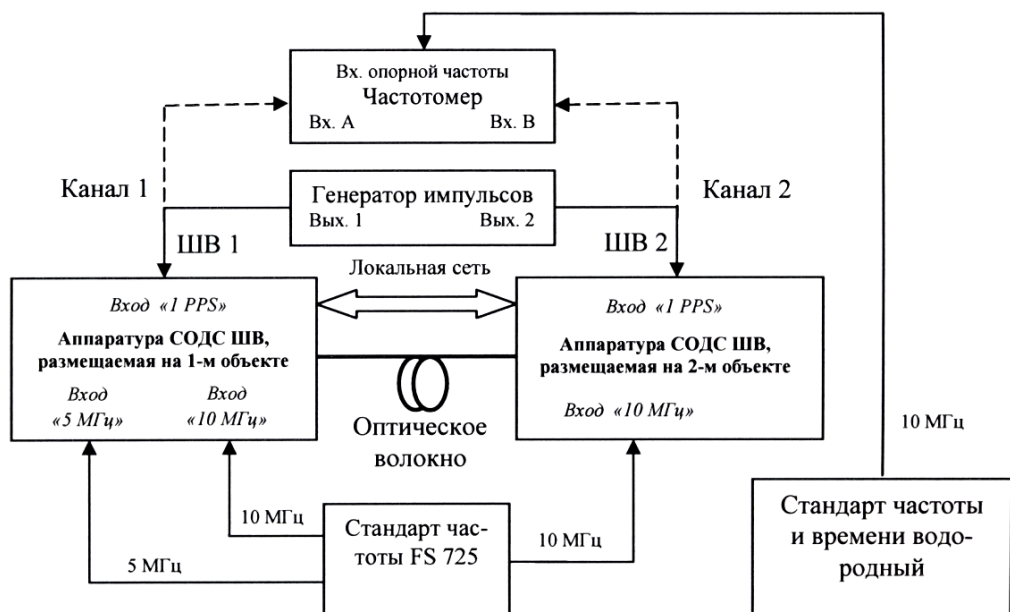 Вх. опорной частоты
Частотомер
Вх. А
Вх. В
Канал 1
Канал 2
Генератор импульсов
Вых. 1
Вых. 2
ШВ 1
ШВ 2
Локальная сеть
Вход «1 PPS»
Аппаратура СОДС ШВ,
размещаемая на 1-м объекте
Вход
«5 МГц»
Вход
«10 МГц»
Вход «1 PPS»
Аппаратура СОДС ШВ,
размещаемая на 2-м объекте
Вход «10 МГц»
Оптическое
волокно
10 МГц
10 МГц
5 МГц
Стандарт час-
тоты FS 725
10 МГц
Стандарт частоты
и времени водо-
родный